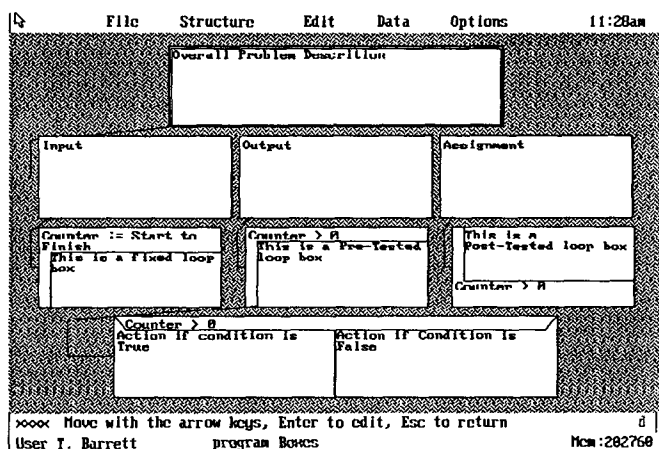 File Structure Edit Data Options 11:28am
Overall Problem Descrition
Input Output Assignment
Counter := Start to
Finish
This is a fixed loop
box
Counter > 0
This is a Pre-Tested
loop box
This is a
Post-Tested loop box
Counter > 0
Counter > 0
Action if condition is
True
Action if Condition is
False
xxxx Move with the arrow keys, Enter to edit, Esc to return d
User T. Barrett program Boxes Mem:202760